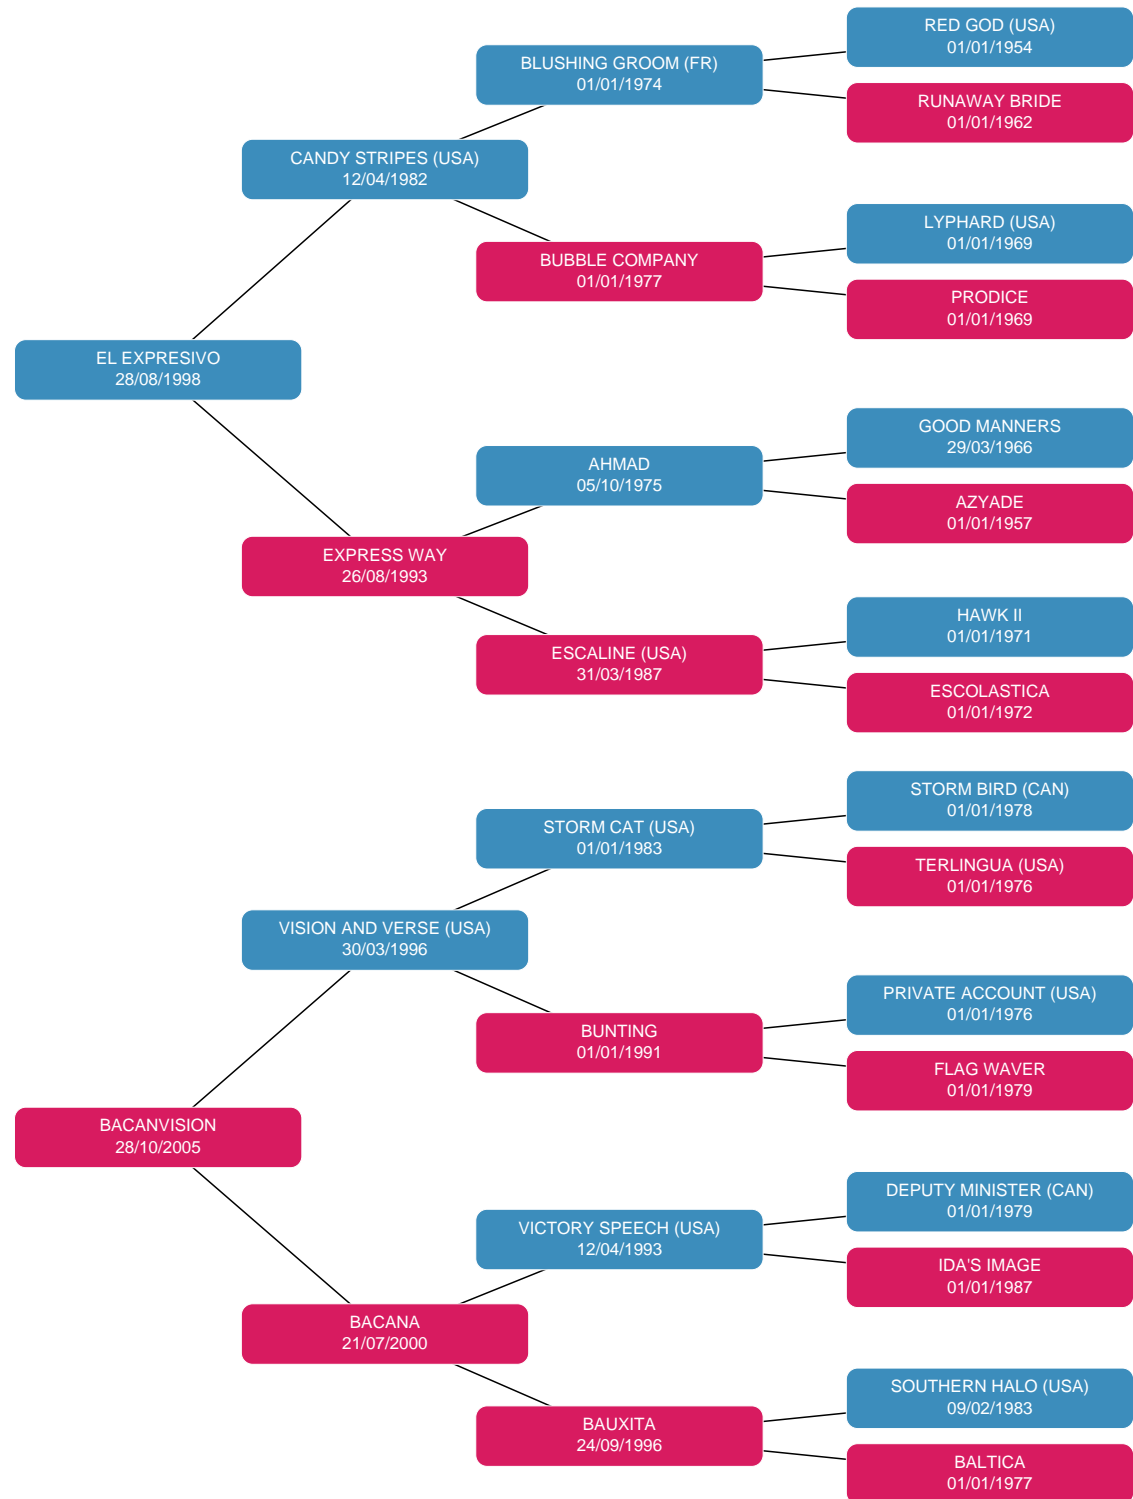 RED GOD (USA)
01/01/1954
BLUSHING GROOM (FR)
01/01/1974
RUNAWAY BRIDE
01/01/1962
CANDY STRIPES (USA)
12/04/1982
LYPHARD (USA)
01/01/1969
BUBBLE COMPANY
01/01/1977
PRODICE
01/01/1969
EL EXPRESIVO
28/08/1998
GOOD MANNERS
29/03/1966
AHMAD
05/10/1975
AZYADE
01/01/1957
EXPRESS WAY
26/08/1993
HAWK II
01/01/1971
ESCALINE (USA)
31/03/1987
ESCOLASTICA
01/01/1972
STORM BIRD (CAN)
01/01/1978
STORM CAT (USA)
01/01/1983
TERLINGUA (USA)
01/01/1976
VISION AND VERSE (USA)
30/03/1996
PRIVATE ACCOUNT (USA)
01/01/1976
BUNTING
01/01/1991
FLAG WAVER
01/01/1979
BACANVISION
28/10/2005
DEPUTY MINISTER (CAN)
01/01/1979
VICTORY SPEECH (USA)
12/04/1993
IDA'S IMAGE
01/01/1987
BACANA
21/07/2000
SOUTHERN HALO (USA)
09/02/1983
BAUXITA
24/09/1996
BALTICA
01/01/1977